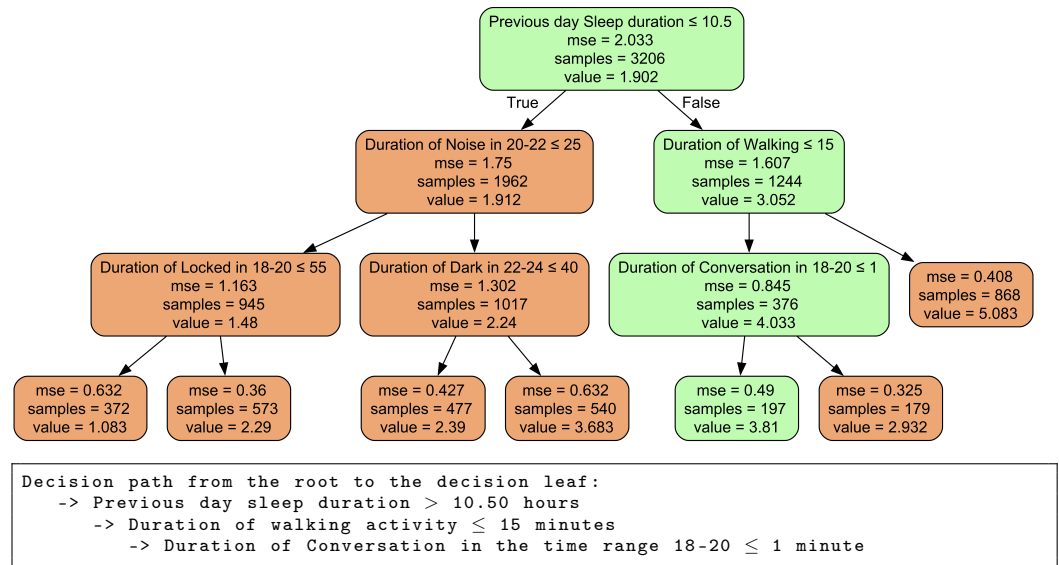 Previous day Sleep duration ≤ 10.5
mse = 2.033
samples = 3206
value = 1.902
True
False
Duration of Noise in 20-22 ≤ 25
mse = 1.75
samples = 1962
value = 1.912
Duration of Walking ≤ 15
mse = 1.607
samples = 1244
value = 3.052
Duration of Locked in 18-20 ≤ 55
mse = 1.163
samples = 945
value = 1.48
Duration of Dark in 22-24 ≤ 40
mse = 1.302
samples = 1017
value = 2.24
Duration of Conversation in 18-20 ≤ 1
mse = 0.845
samples = 376
value = 4.033
mse = 0.408
samples = 868
value = 5.083
mse = 0.632
samples = 372
value = 1.083
mse = 0.36
samples = 573
value = 2.29
mse = 0.427
samples = 477
value = 2.39
mse = 0.632
samples = 540
value = 3.683
mse = 0.49
samples = 197
value = 3.81
mse = 0.325
samples = 179
value = 2.932
Decision path from the root to the decision leaf:
-> Previous day sleep duration > 10.50 hours
-> Duration of walking activity ≤ 15 minutes
-> Duration of Conversation in the time range 18-20 ≤ 1 minute